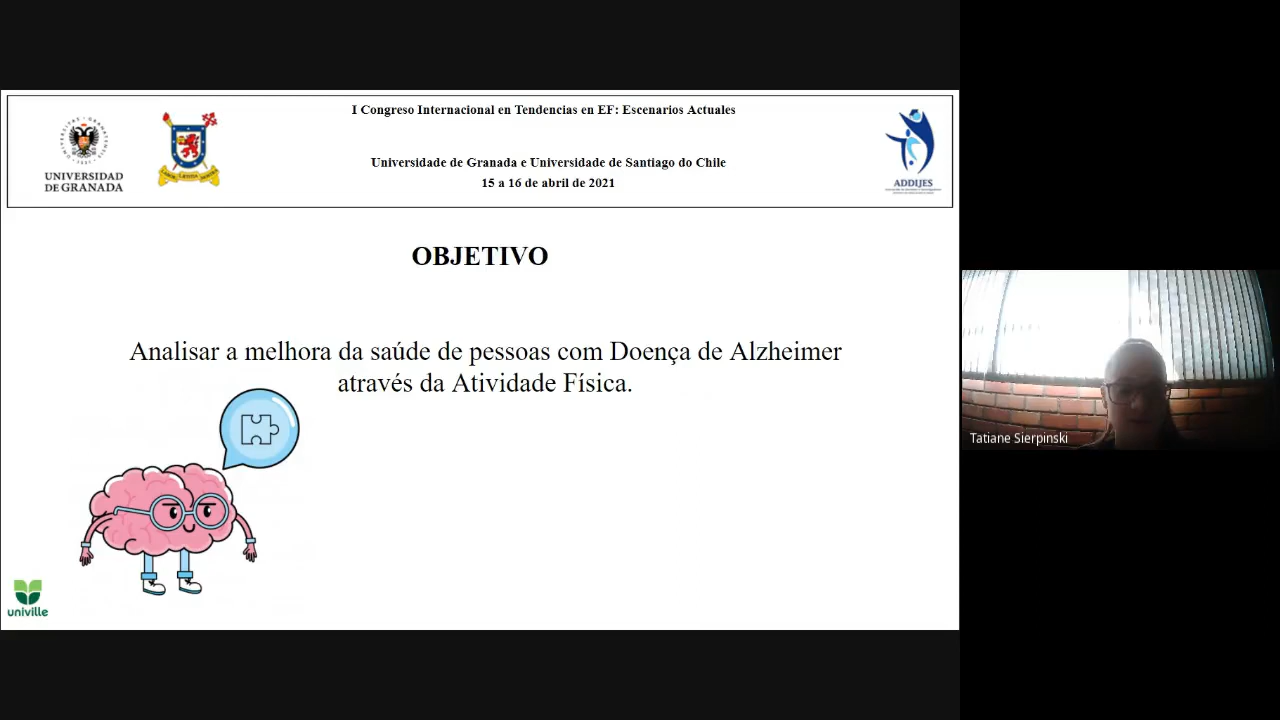 I Congreso Internacional en Tendencias en EF: Escenarios Actuales
Universidade de Granada e Universidade de Santiago do Chile
15 a 16 de abril de 2021
UNIVERSIDAD
DE GRANADA
ADDIJES
OBJETIVO
Analisar a melhora da saúde de pessoas com Doença de Alzheimer
através da Atividade Física.
univille
Tatiane Sierpinski